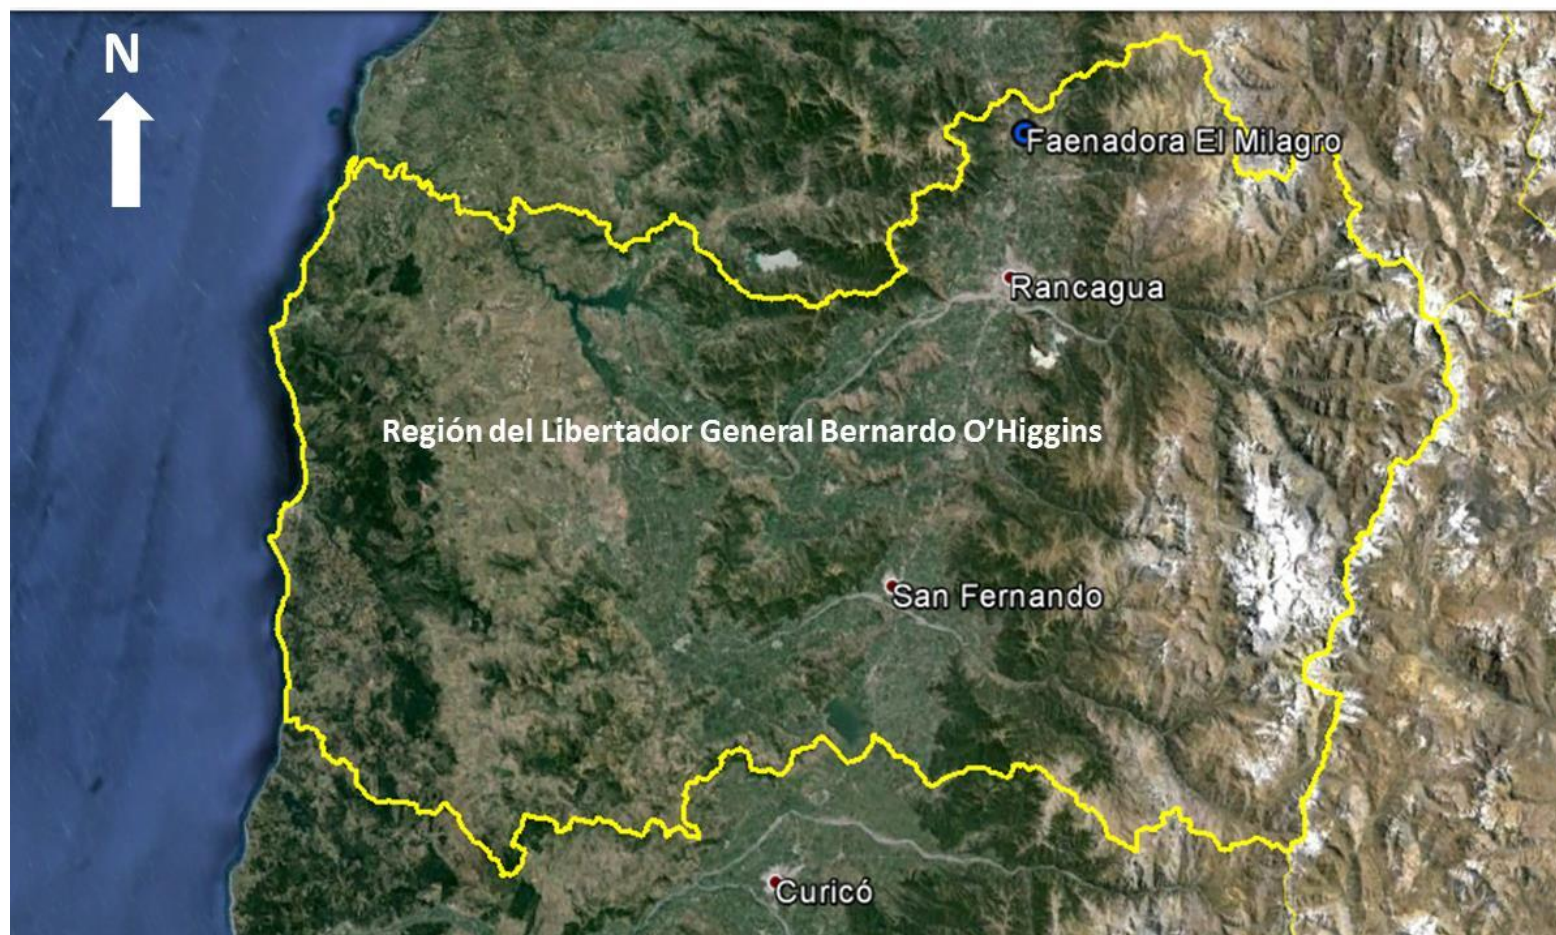 N
Faenadora El Milagro
Rancagua
Región del Libertador General Bernardo O’Higgins
San Fernando
Curicó